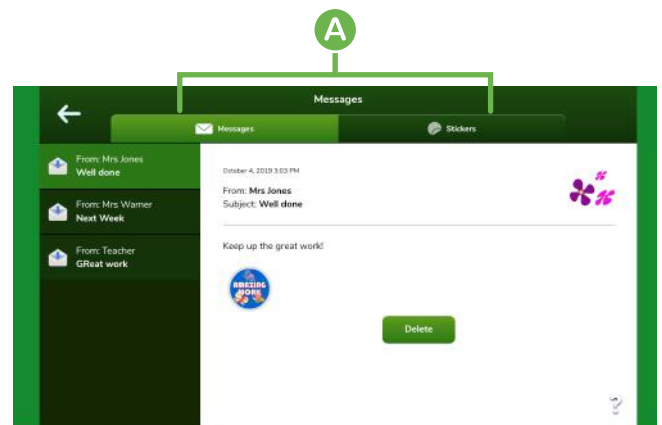 A
Messages
Messages
Stickers
From: Mrs Jones
Well done
From: Mrs Warner
Next Week
From: Teacher
GReat work
October 4, 2019 3:03 PM
From: Mrs Jones
Subject: Well done
Keep up the great work!
AMAZING
WORK
Delete
?